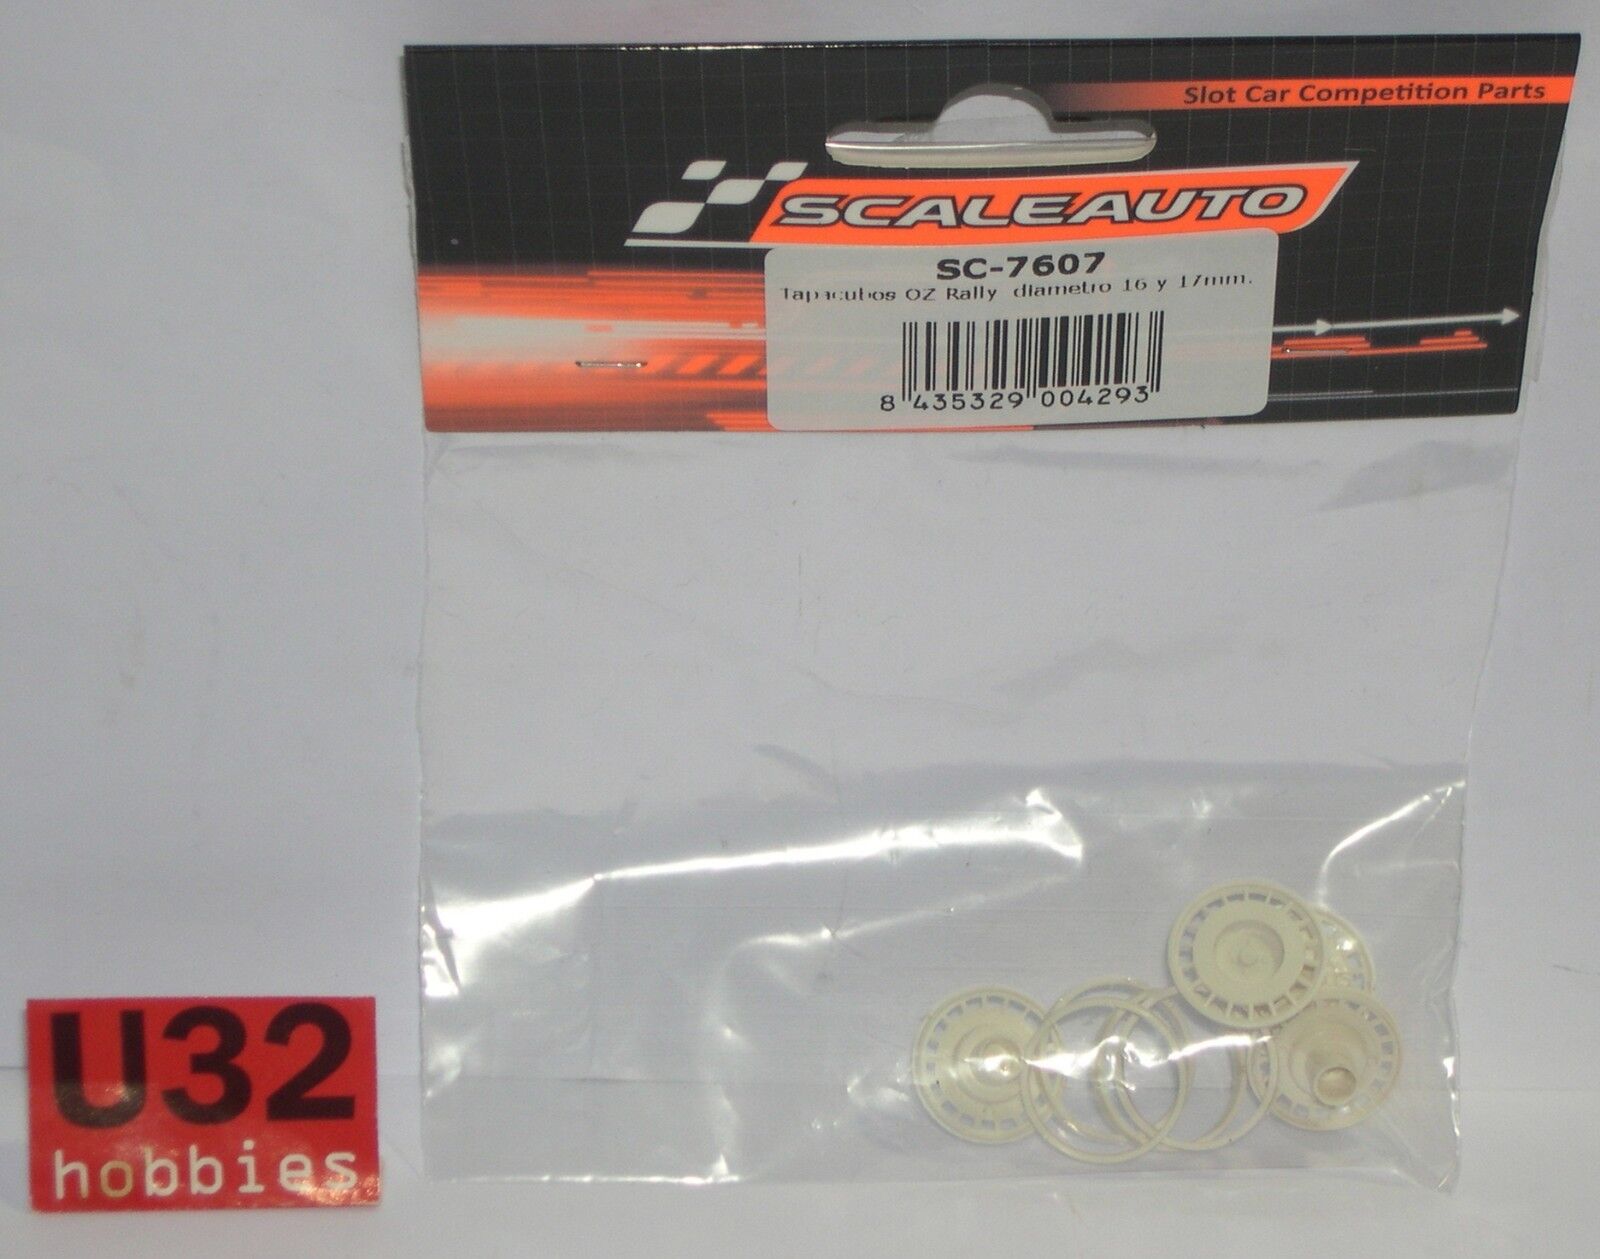 Slot Car Competition Parts
SCALEAUTO
SC-7607
Tapacubos OZ Rally diametro 16 y 17mm.
8 435329 004293
U32
hobbies